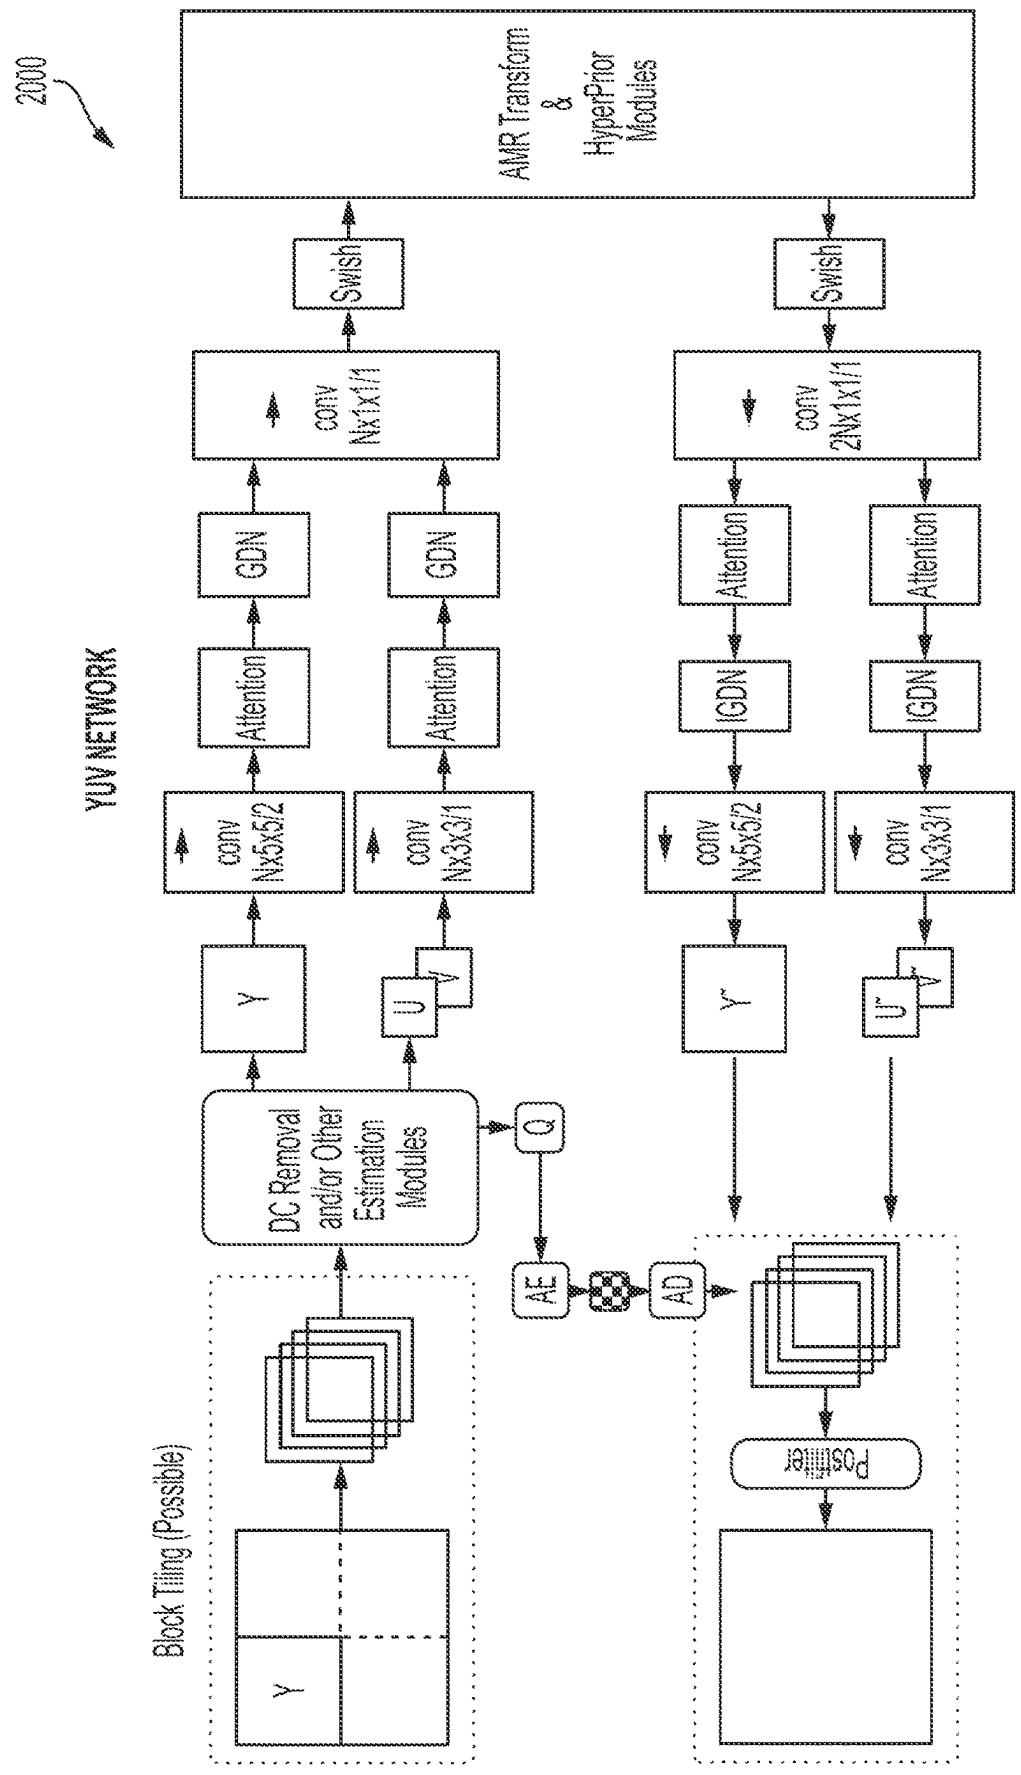 2000
YUV NETWORK
Block Tiling (Possible)
Y
DC Removal
and/or Other
Estimation
Modules
Y
U
V
conv
Nx5x5/2
conv
Nx3x3/1
Attention
Attention
GDN
GDN
conv
Nx1x1/1
Swish
AMR Transform
&
HyperPrior
Modules
Swish
conv
2Nx1x1/1
Attention
Attention
IGDN
IGDN
conv
Nx5x5/2
conv
Nx3x3/1
Y~
U~
V~
Q
AE
AD
Postfilter